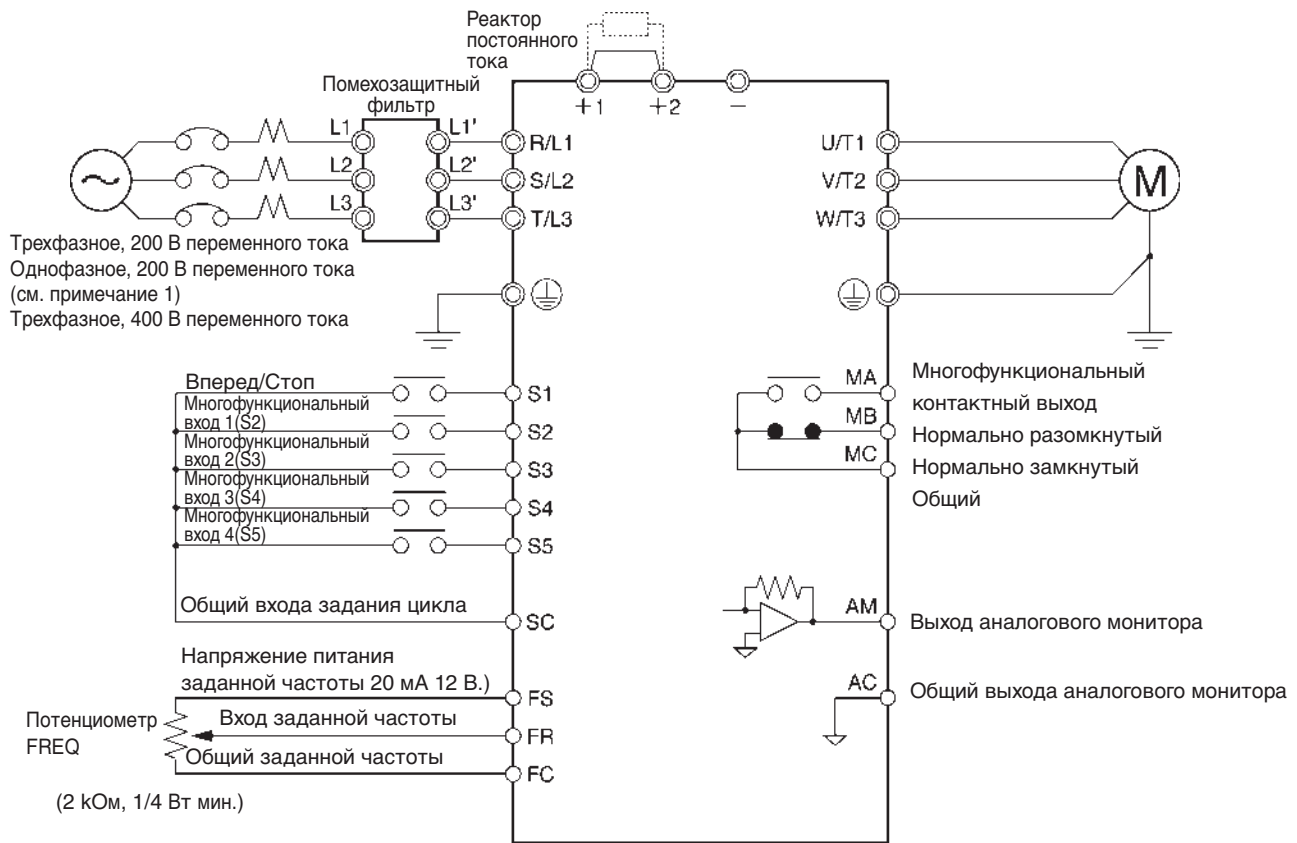 Реактор
постоянного
тока
Помехозащитный
фильтр
+1
+2
−
L1
L1'
R/L1
U/T1
L2
L2'
S/L2
V/T2
M
L3
L3'
T/L3
W/T3
Трехфазное, 200 В переменного тока
Однофазное, 200 В переменного тока
(см. примечание 1)
Трехфазное, 400 В переменного тока
Вперед/Стоп
S1
Многофункциональный
вход 1(S2)
S2
Многофункциональный
вход 2(S3)
S3
Многофункциональный
вход 3(S4)
S4
Многофункциональный
вход 4(S5)
S5
MA
Многофункциональный
контактный выход
MB
Нормально разомкнутый
MC
Нормально замкнутый
Общий
Общий входа задания цикла
SC
AM
Выход аналогового монитора
Напряжение питания
заданной частоты 20 мА 12 В.)
FS
AC
Общий выхода аналогового монитора
Потенциометр
FREQ
Вход заданной частоты
FR
Общий заданной частоты
FC
(2 kОм, 1/4 Вт мин.)